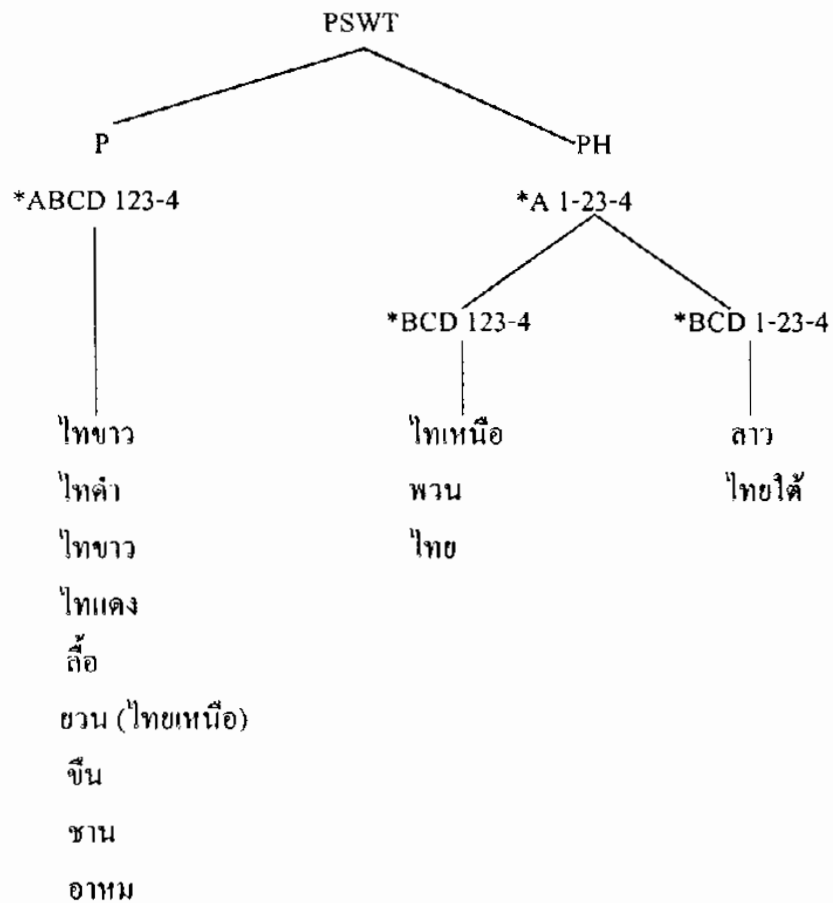 PSWT
P PH
*ABCD 123-4 *A 1-23-4
*BCD 123-4 *BCD 1-23-4
ไทขาว ไทเหนือ ลาว
ไทดำ พวน ไทยใต้
ไทขาว ไทย
ไทแดง
ลื้อ
ยวน (ไทยเหนือ)
ขึน
ชาน
อาหม